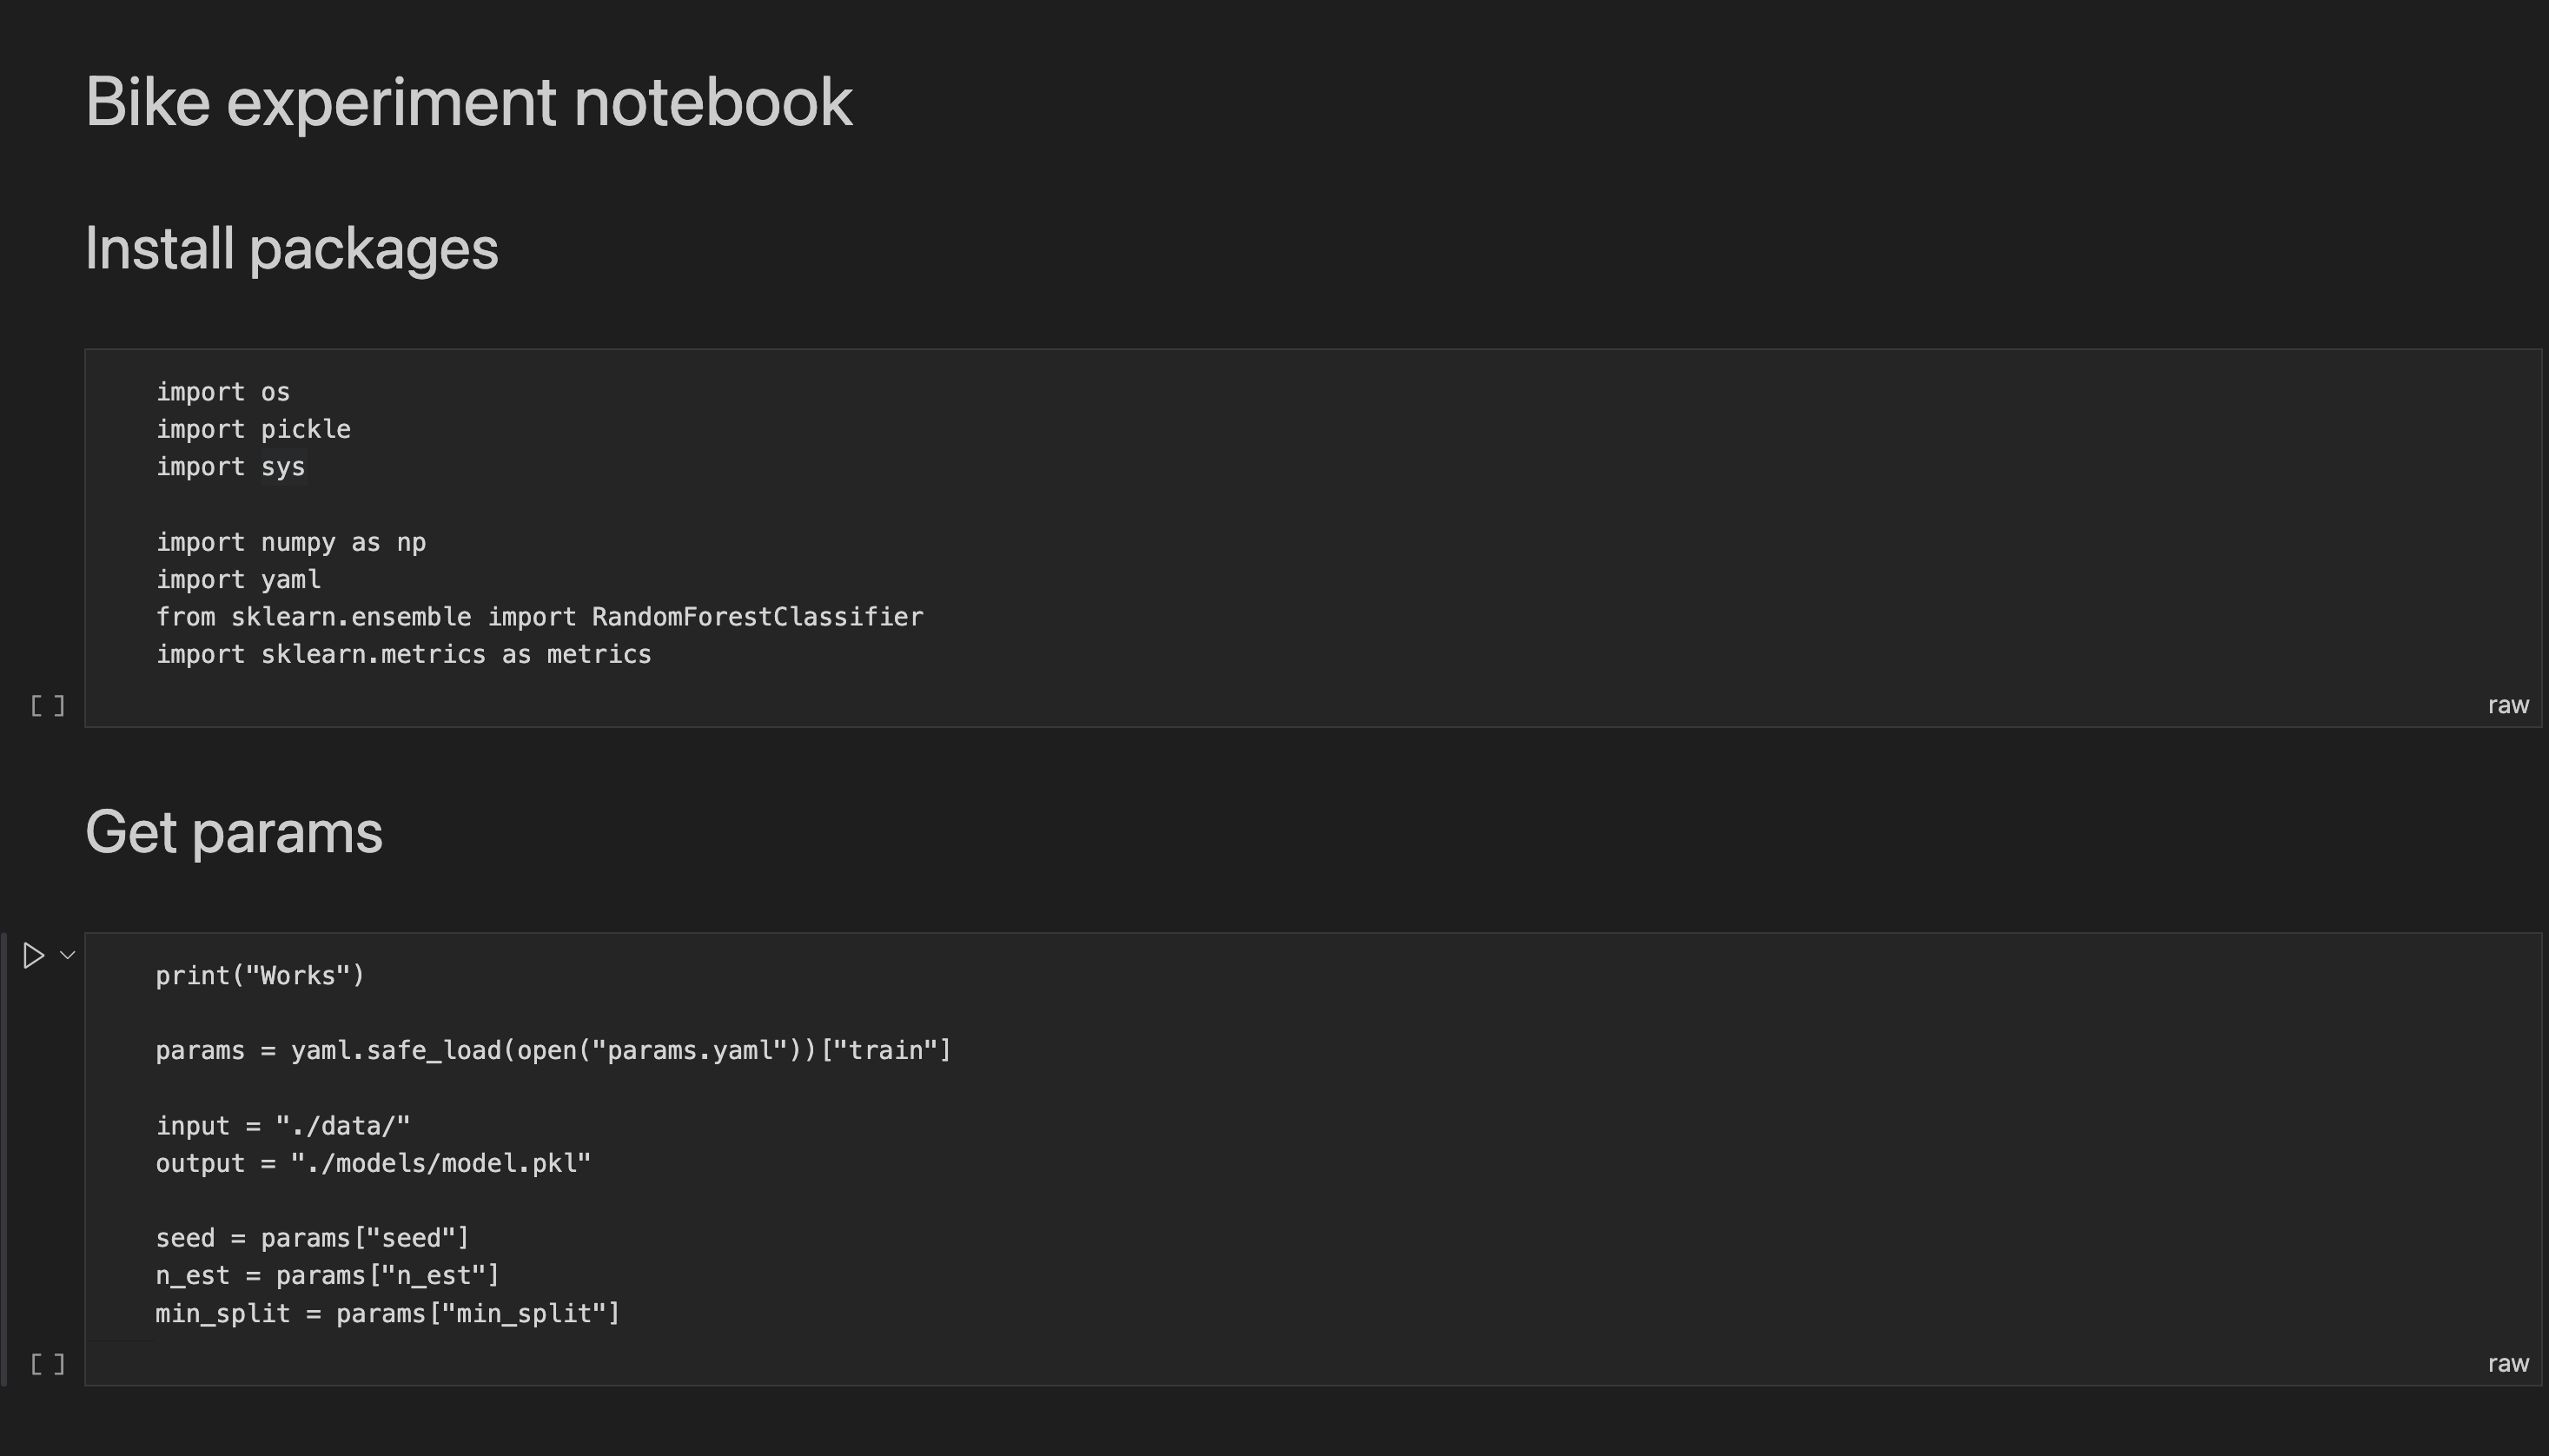 Bike experiment notebook
Install packages
import os
import pickle
import sys
import numpy as np
import yaml
from sklearn.ensemble import RandomForestClassifier
import sklearn.metrics as metrics
[ ]
raw
Get params
print("Works")
params = yaml.safe_load(open("params.yaml"))["train"]
input = "./data/"
output = "./models/model.pkl"
seed = params["seed"]
n_est = params["n_est"]
min_split = params["min_split"]
[ ]
raw